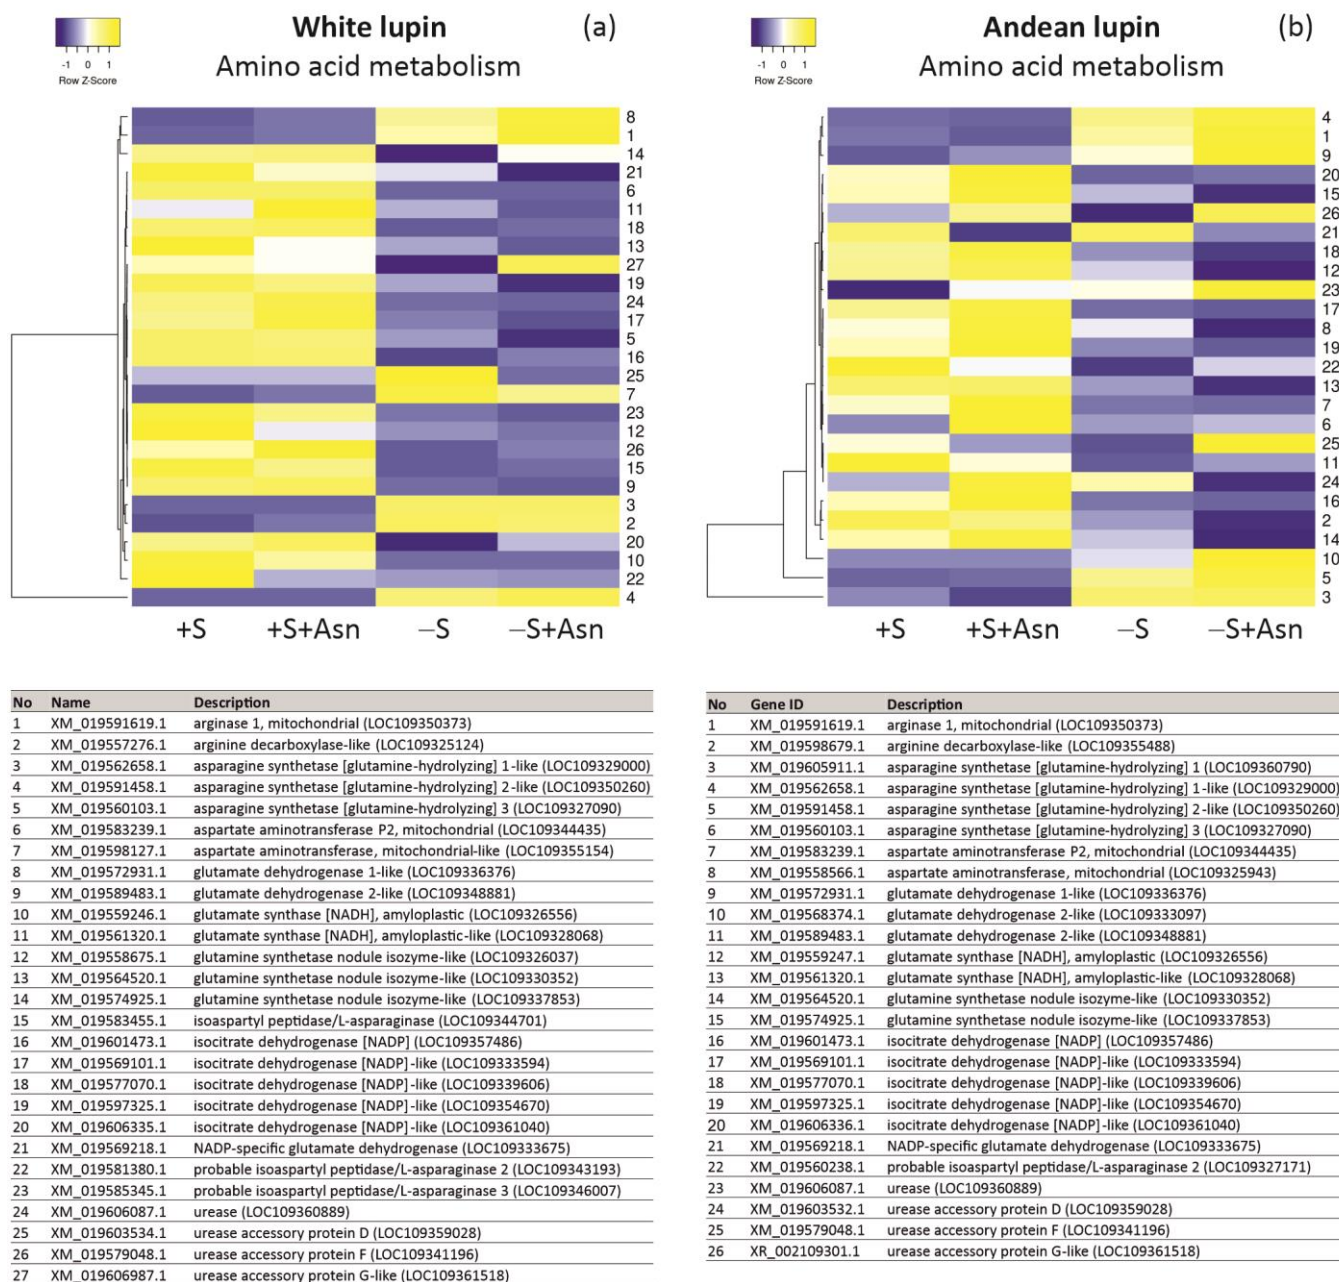 White lupin
(a)
Amino acid metabolism
-1 0 1
Row Z-Score
8
1
14
21
6
11
18
13
27
19
24
17
5
16
25
7
23
12
26
15
9
3
2
20
10
22
4
+S +S+Asn –S –S+Asn
Andean lupin
(b)
Amino acid metabolism
-1 0 1
Row Z-Score
4
1
9
20
15
26
21
18
12
23
17
8
19
22
13
7
6
25
11
24
16
2
14
10
5
3
+S +S+Asn –S –S+Asn
No Name Description
1 XM_019591619.1 arginase 1, mitochondrial (LOC109350373)
2 XM_019557276.1 arginine decarboxylase-like (LOC109325124)
3 XM_019562658.1 asparagine synthetase [glutamine-hydrolyzing] 1-like (LOC109329000)
4 XM_019591458.1 asparagine synthetase [glutamine-hydrolyzing] 2-like (LOC109350260)
5 XM_019560103.1 asparagine synthetase [glutamine-hydrolyzing] 3 (LOC109327090)
6 XM_019583239.1 aspartate aminotransferase P2, mitochondrial (LOC109344435)
7 XM_019598127.1 aspartate aminotransferase, mitochondrial-like (LOC109355154)
8 XM_019572931.1 glutamate dehydrogenase 1-like (LOC109336376)
9 XM_019589483.1 glutamate dehydrogenase 2-like (LOC109348881)
10 XM_019559246.1 glutamate synthase [NADH], amyloplastic (LOC109326556)
11 XM_019561320.1 glutamate synthase [NADH], amyloplastic-like (LOC109328068)
12 XM_019558675.1 glutamine synthetase nodule isozyme-like (LOC109326037)
13 XM_019564520.1 glutamine synthetase nodule isozyme-like (LOC109330352)
14 XM_019574925.1 glutamine synthetase nodule isozyme-like (LOC109337853)
15 XM_019583455.1 isoaspartyl peptidase/L-asparaginase (LOC109344701)
16 XM_019601473.1 isocitrate dehydrogenase [NADP] (LOC109357486)
17 XM_019569101.1 isocitrate dehydrogenase [NADP]-like (LOC109333594)
18 XM_019577070.1 isocitrate dehydrogenase [NADP]-like (LOC109339606)
19 XM_019597325.1 isocitrate dehydrogenase [NADP]-like (LOC109354670)
20 XM_019606335.1 isocitrate dehydrogenase [NADP]-like (LOC109361040)
21 XM_019569218.1 NADP-specific glutamate dehydrogenase (LOC109333675)
22 XM_019581380.1 probable isoaspartyl peptidase/L-asparaginase 2 (LOC109343193)
23 XM_019585345.1 probable isoaspartyl peptidase/L-asparaginase 3 (LOC109346007)
24 XM_019606087.1 urease (LOC109360889)
25 XM_019603534.1 urease accessory protein D (LOC109359028)
26 XM_019579048.1 urease accessory protein F (LOC109341196)
27 XM_019606987.1 urease accessory protein G-like (LOC109361518)
No Gene ID Description
1 XM_019591619.1 arginase 1, mitochondrial (LOC109350373)
2 XM_019598679.1 arginine decarboxylase-like (LOC109355488)
3 XM_019605911.1 asparagine synthetase [glutamine-hydrolyzing] 1 (LOC109360790)
4 XM_019562658.1 asparagine synthetase [glutamine-hydrolyzing] 1-like (LOC109329000)
5 XM_019591458.1 asparagine synthetase [glutamine-hydrolyzing] 2-like (LOC109350260)
6 XM_019560103.1 asparagine synthetase [glutamine-hydrolyzing] 3 (LOC109327090)
7 XM_019583239.1 aspartate aminotransferase P2, mitochondrial (LOC109344435)
8 XM_019558566.1 aspartate aminotransferase, mitochondrial (LOC109325943)
9 XM_019572931.1 glutamate dehydrogenase 1-like (LOC109336376)
10 XM_019568374.1 glutamate dehydrogenase 2-like (LOC109333097)
11 XM_019589483.1 glutamate dehydrogenase 2-like (LOC109348881)
12 XM_019559247.1 glutamate synthase [NADH], amyloplastic (LOC109326556)
13 XM_019561320.1 glutamate synthase [NADH], amyloplastic-like (LOC109328068)
14 XM_019564520.1 glutamine synthetase nodule isozyme-like (LOC109330352)
15 XM_019574925.1 glutamine synthetase nodule isozyme-like (LOC109337853)
16 XM_019601473.1 isocitrate dehydrogenase [NADP] (LOC109357486)
17 XM_019569101.1 isocitrate dehydrogenase [NADP]-like (LOC109333594)
18 XM_019577070.1 isocitrate dehydrogenase [NADP]-like (LOC109339606)
19 XM_019597325.1 isocitrate dehydrogenase [NADP]-like (LOC109354670)
20 XM_019606336.1 isocitrate dehydrogenase [NADP]-like (LOC109361040)
21 XM_019569218.1 NADP-specific glutamate dehydrogenase (LOC109333675)
22 XM_019560238.1 probable isoaspartyl peptidase/L-asparaginase 2 (LOC109327171)
23 XM_019606087.1 urease (LOC109360889)
24 XM_019603532.1 urease accessory protein D (LOC109359028)
25 XM_019579048.1 urease accessory protein F (LOC109341196)
26 XR_002109301.1 urease accessory protein G-like (LOC109361518)